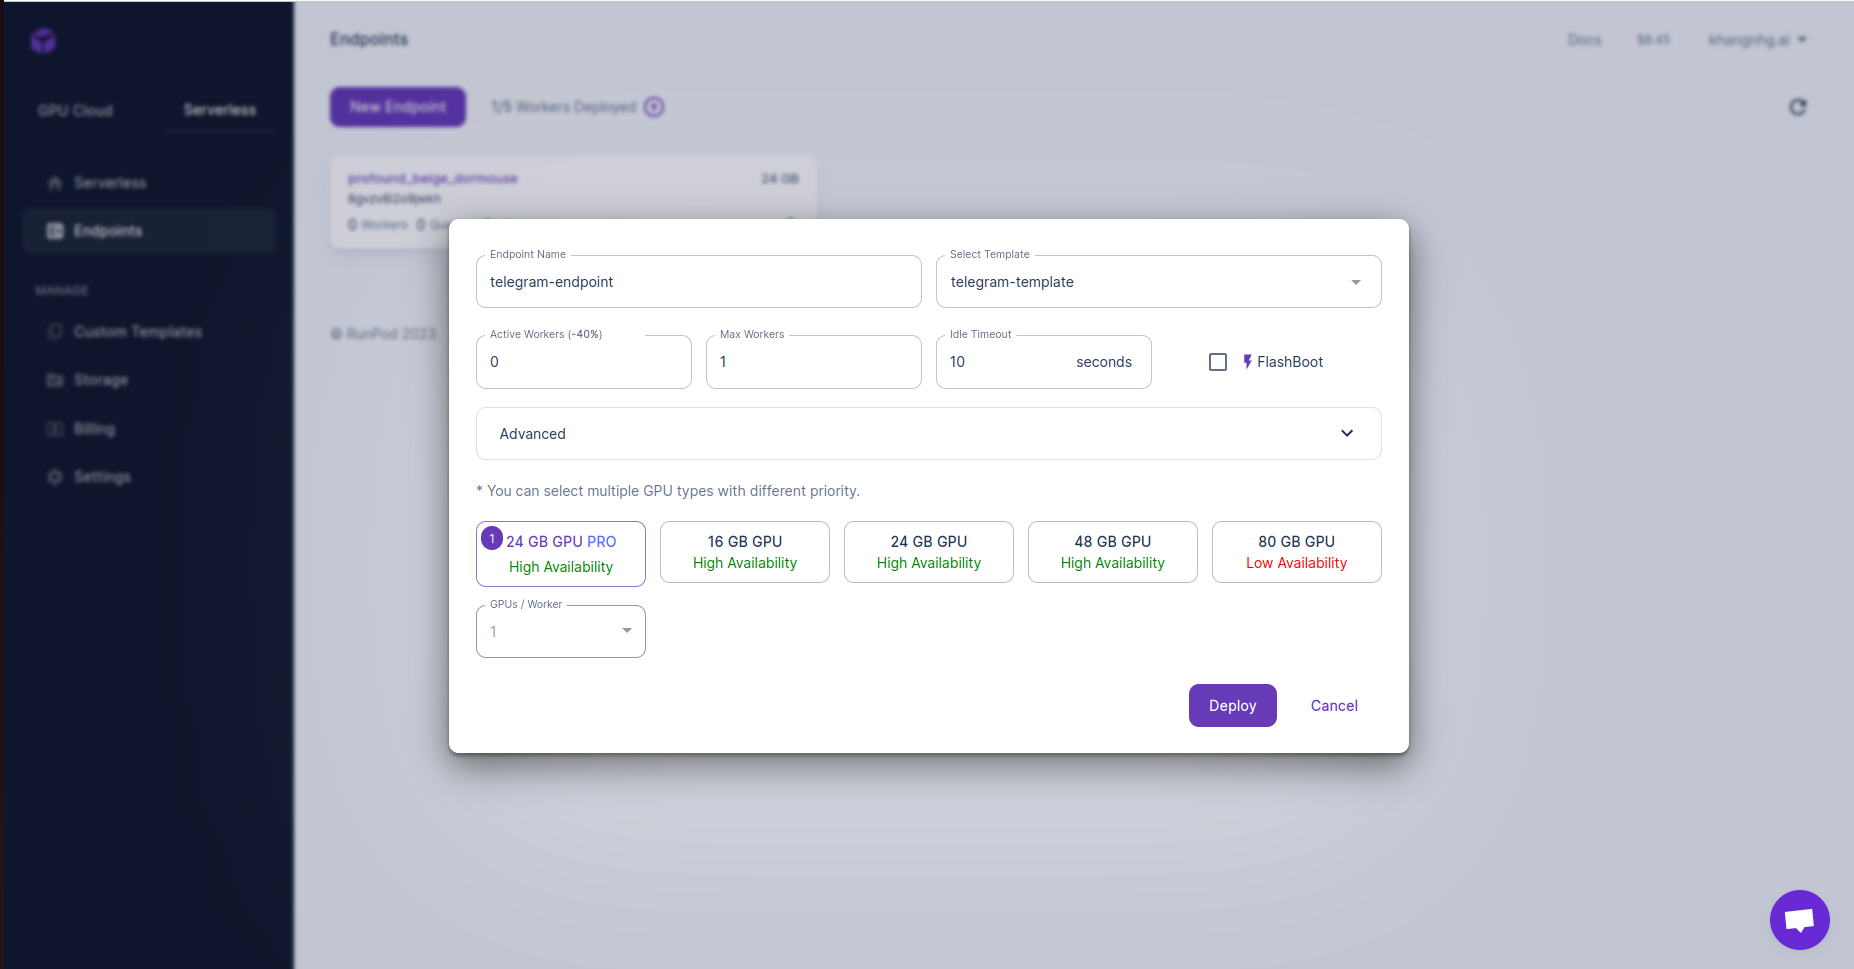 Endpoints
Docs
$8.45
khangnhg.ai
GPU Cloud
Serverless
New Endpoint
1/5 Workers Deployed
Serverless
Endpoints
MANAGE
Custom Templates
Storage
Billing
Settings
profound_beige_dormouse
24 GB
0 Workers 0
© RunPod 2023
Endpoint Name
telegram-endpoint
Select Template
telegram-template
Active Workers (-40%)
0
Max Workers
1
Idle Timeout
10 seconds
FlashBoot
Advanced
* You can select multiple GPU types with different priority.
1
24 GB GPU PRO
High Availability
16 GB GPU
High Availability
24 GB GPU
High Availability
48 GB GPU
High Availability
80 GB GPU
Low Availability
GPUs / Worker
1
Deploy
Cancel